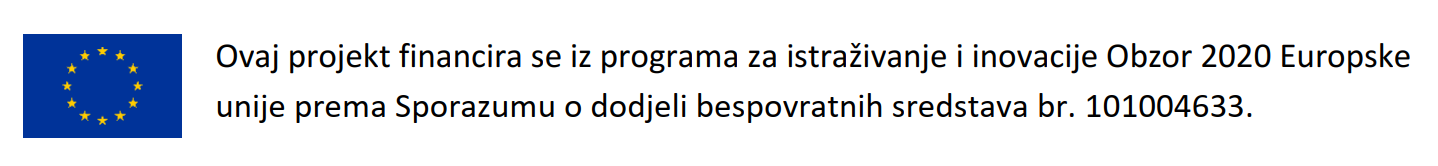 Ovaj projekt financira se iz programa za istraživanje i inovacije Obzor 2020 Europske
unije prema Sporazumu o dodjeli bespovratnih sredstava br. 101004633.